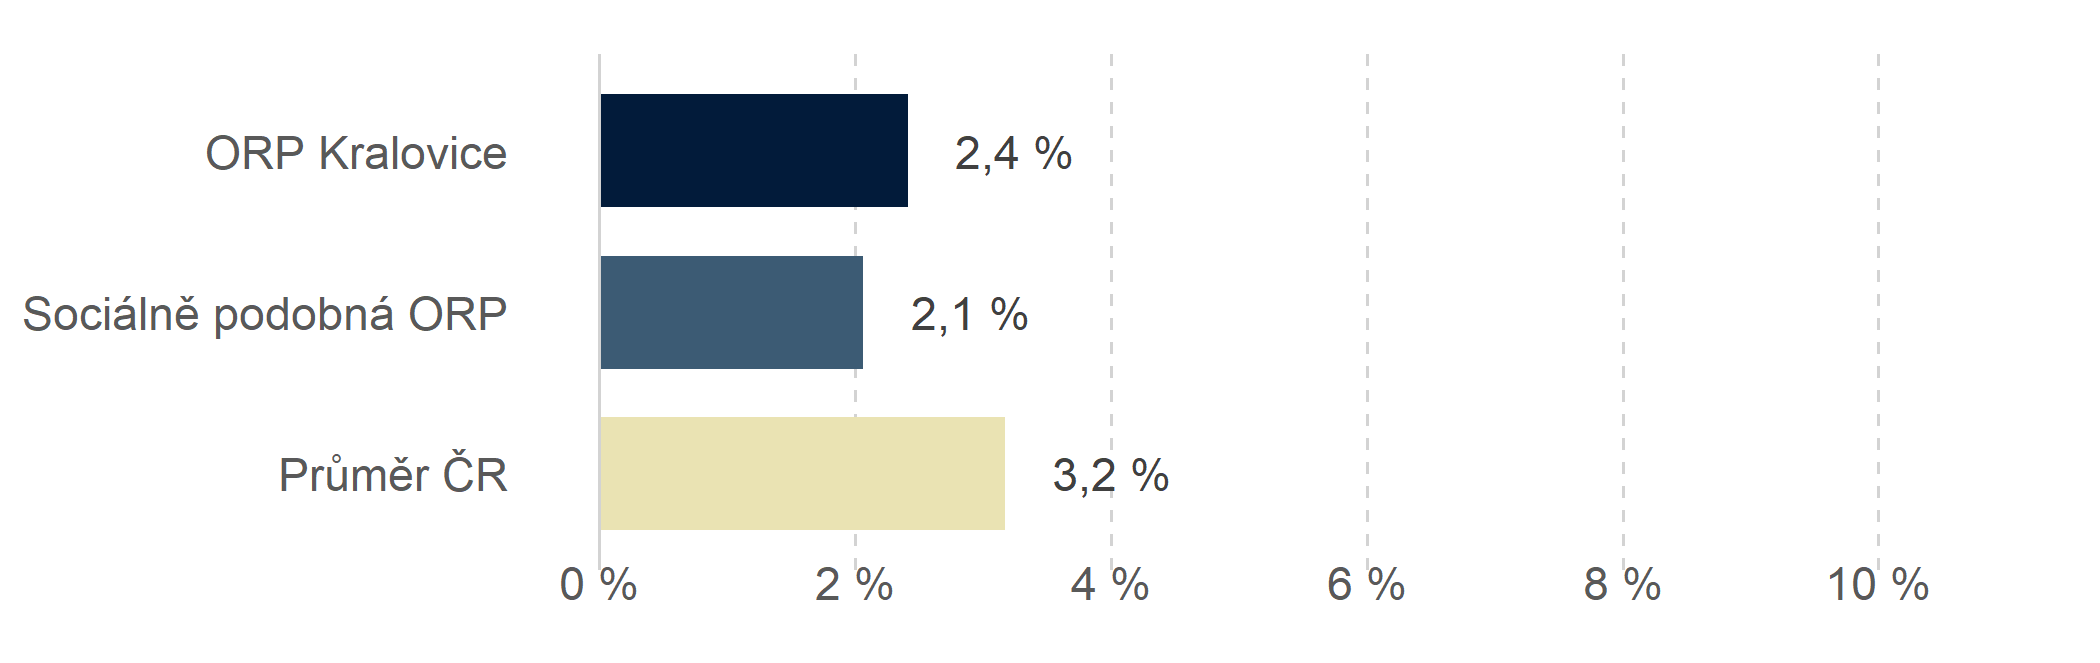 ORP Kralovice
2,4 %
Sociálně podobná ORP
2,1 %
Průměr ČR
3,2 %
0 % 2 % 4 % 6 % 8 % 10 %